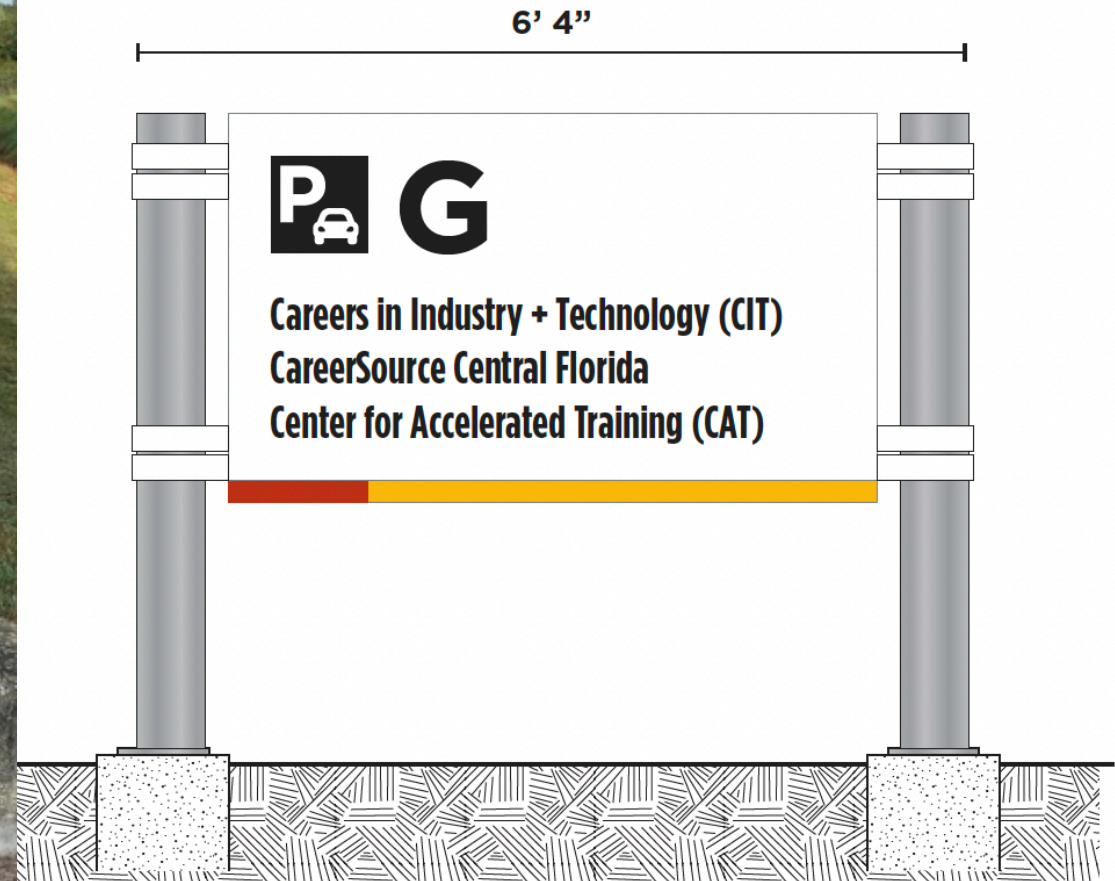 6’ 4”
P G
Careers in Industry + Technology (CIT)
CareerSource Central Florida
Center for Accelerated Training (CAT)